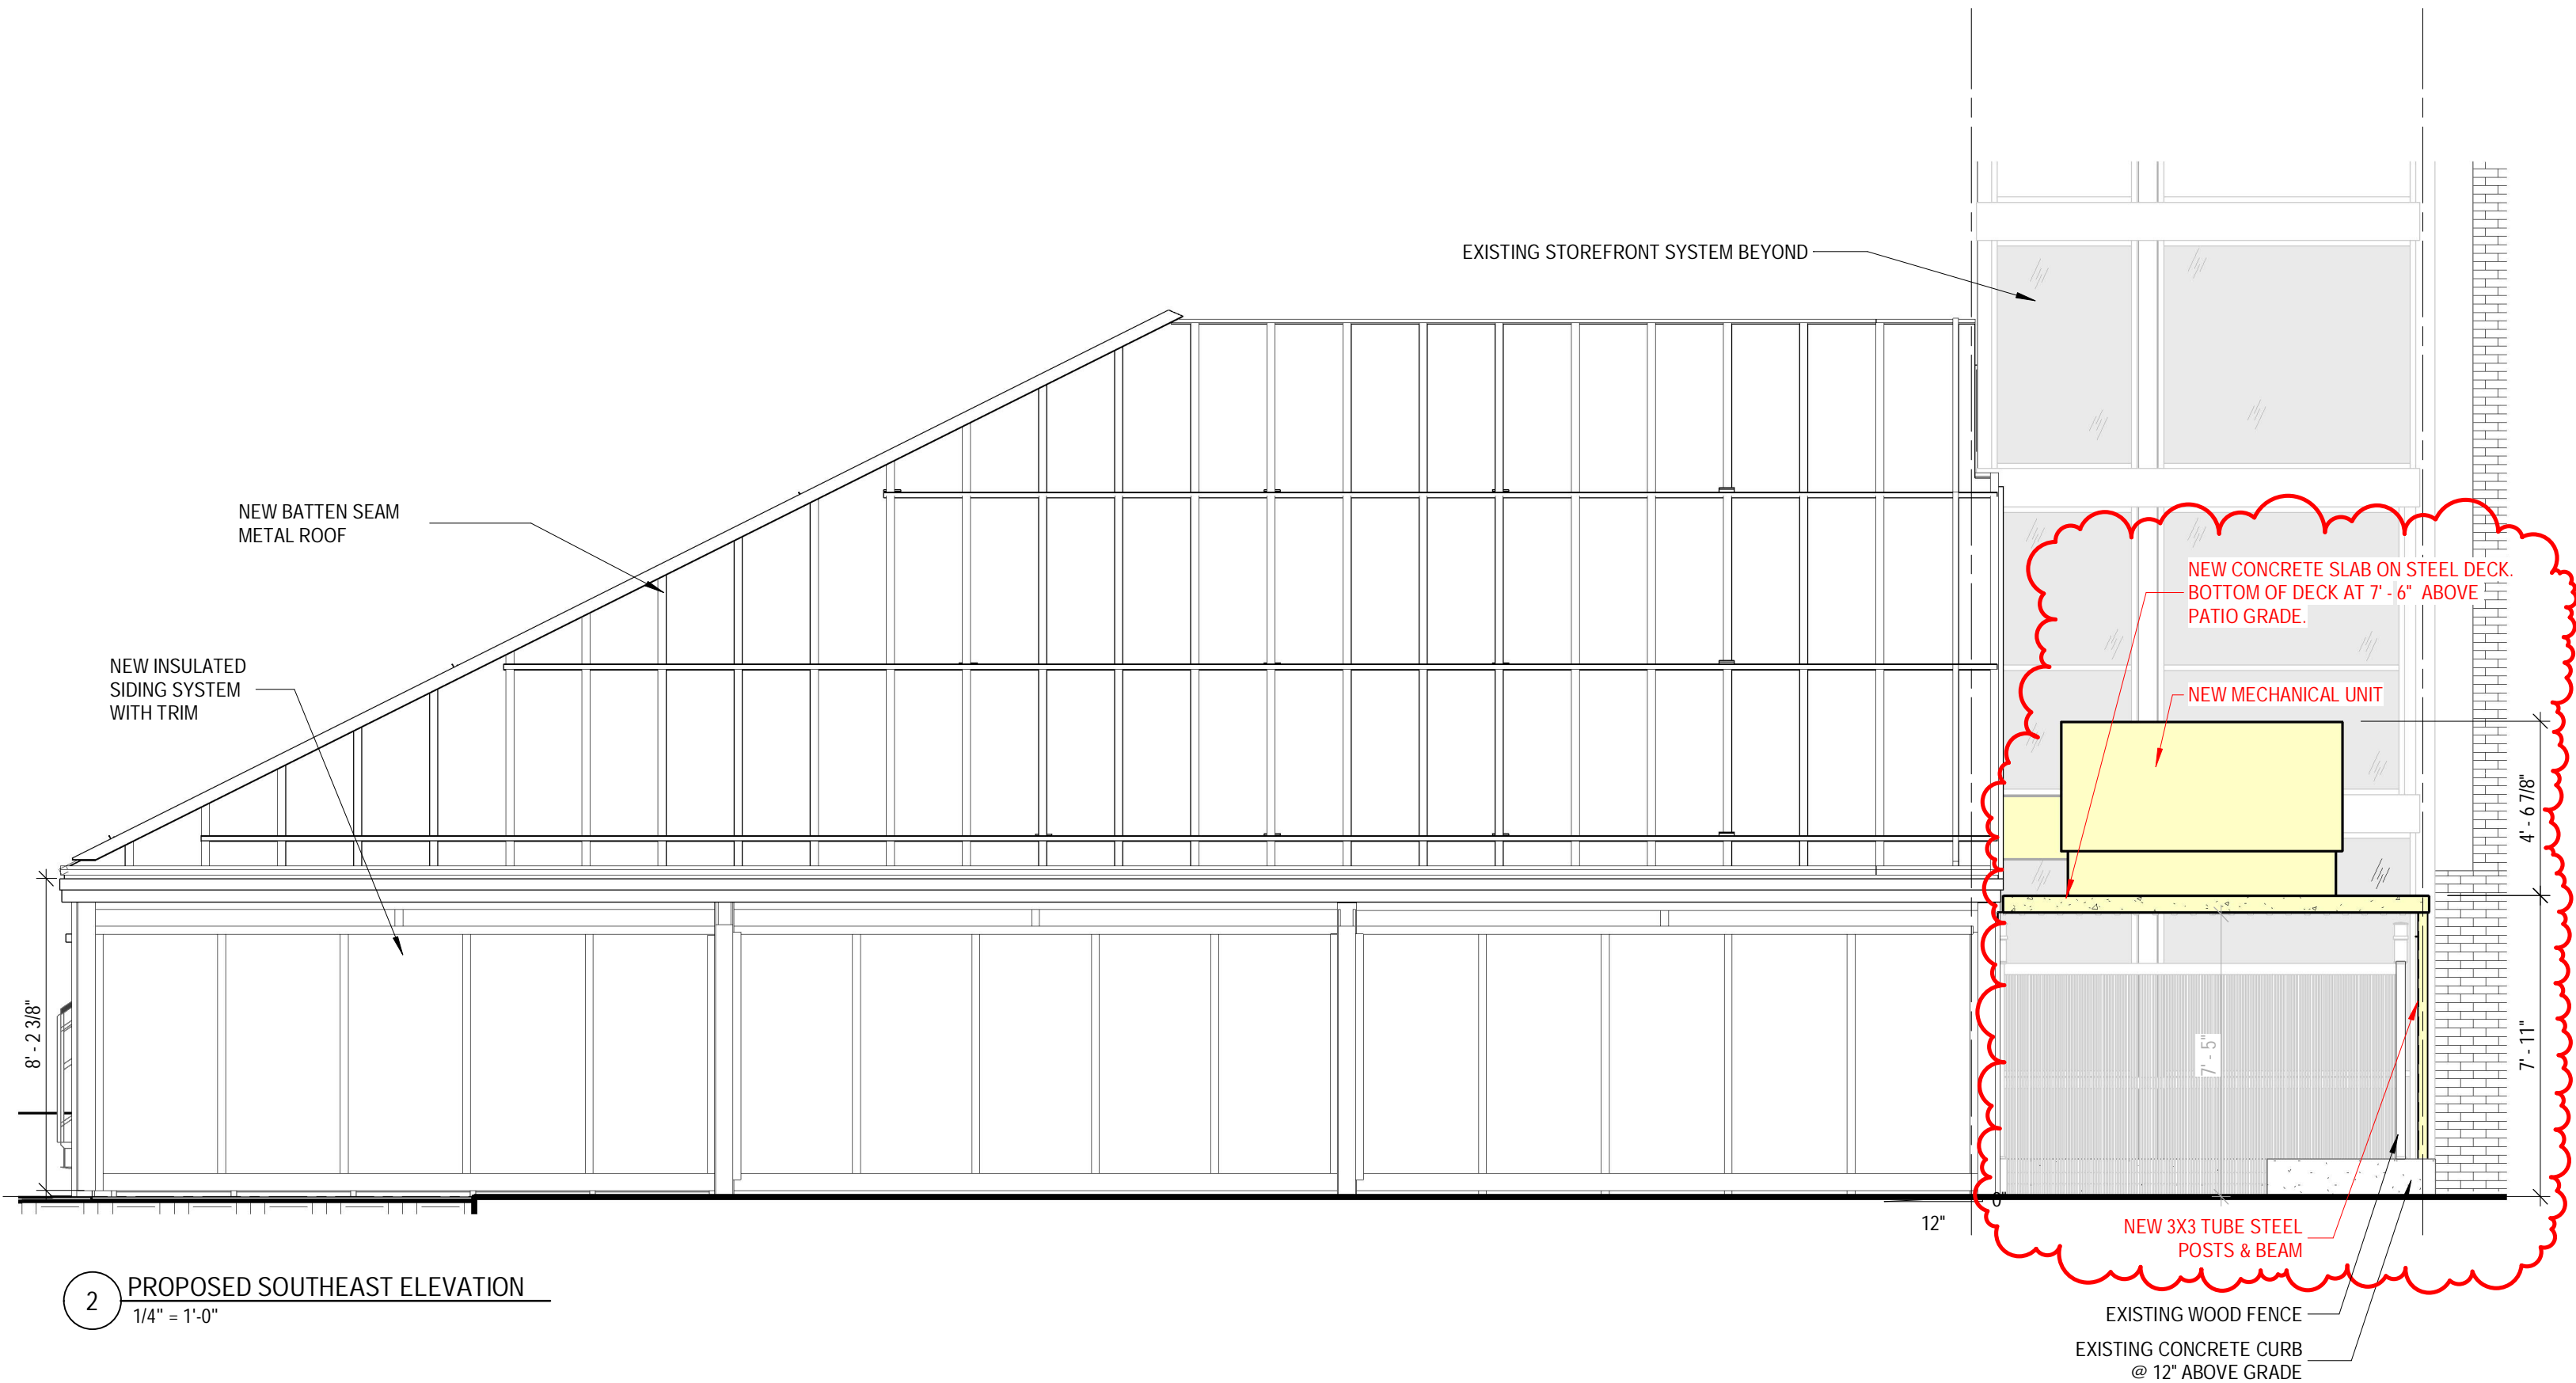 EXISTING STOREFRONT SYSTEM BEYOND
NEW BATTEN SEAM
METAL ROOF
NEW CONCRETE SLAB ON STEEL DECK.
BOTTOM OF DECK AT 7' - 6" ABOVE
PATIO GRADE.
NEW INSULATED
SIDING SYSTEM
WITH TRIM
NEW MECHANICAL UNIT
4' - 6 7/8"
8' - 2 3/8"
7' - 5"
7' - 11"
0"
12"
NEW 3X3 TUBE STEEL
POSTS & BEAM
2
PROPOSED SOUTHEAST ELEVATION
1/4" = 1'-0"
EXISTING WOOD FENCE
EXISTING CONCRETE CURB
@ 12" ABOVE GRADE